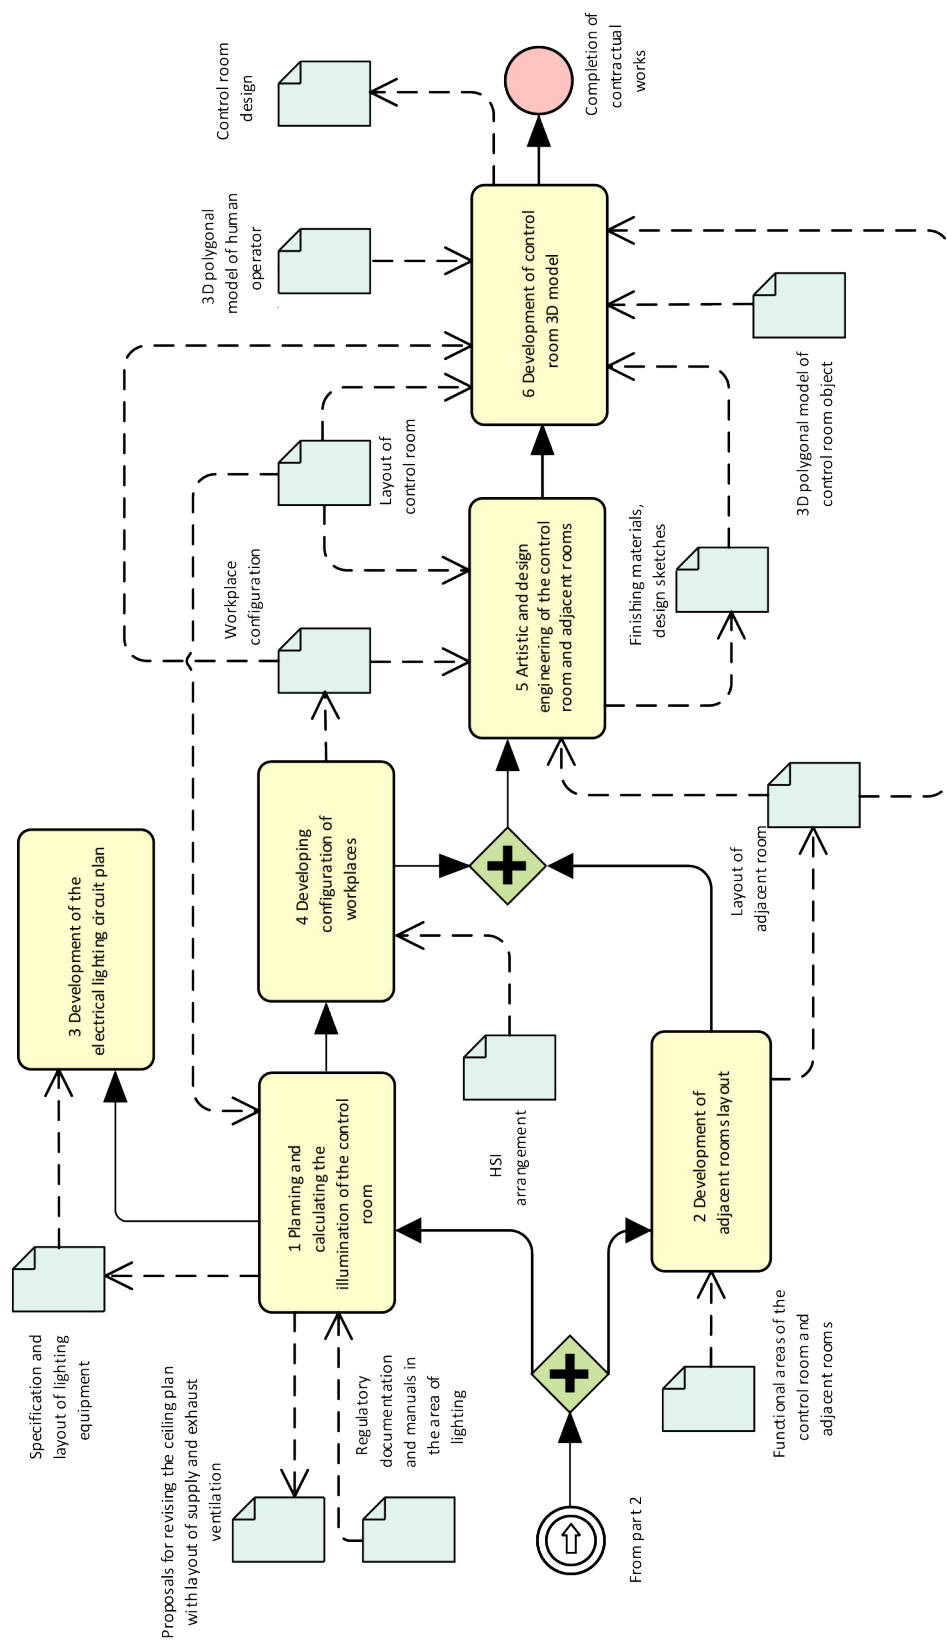 Specification and
layout of lighting
equipment
3 Development of the
electrical lighting circuit plan
Proposals for revising the ceiling plan
with layout of supply and exhaust
ventilation
Regulatory
documentation
and manuals in
the area of
lighting
1 Planning and
calculating the
illumination of the control
room
4 Developing
configuration of
workplaces
Workplace
configuration
Layout of
control room
3D polygonal
model of human
operator
Control room
design
HSI
arrangement
5 Artistic and design
engineering of the control
room and adjacent rooms
6 Development of control
room 3D model
Completion of
contractual
works
From part 2
Functional areas of the
control room and
adjacent rooms
2 Development of
adjacent rooms layout
Layout of
adjacent room
Finishing materials,
design sketches
3D polygonal model of
control room object